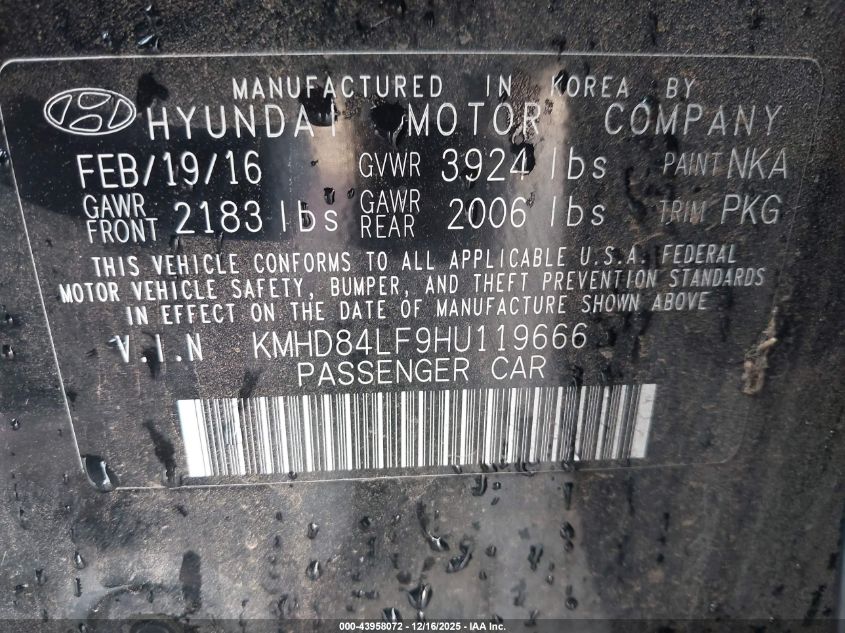 MANUFACTURED IN KOREA BY
HYUNDAI MOTOR COMPANY
FEB/19/16 GVWR 3924 lbs PAINT NKA
GAWR FRONT 2183 lbs GAWR REAR 2006 lbs TRIM PKG
THIS VEHICLE CONFORMS TO ALL APPLICABLE U.S.A. FEDERAL
MOTOR VEHICLE SAFETY, BUMPER, AND THEFT PREVENTION STANDARDS
IN EFFECT ON THE DATE OF MANUFACTURE SHOWN ABOVE
V.I.N KMHD84LF9HU119666
PASSENGER CAR
000-43958072 - 12/16/2025 - IAA Inc.